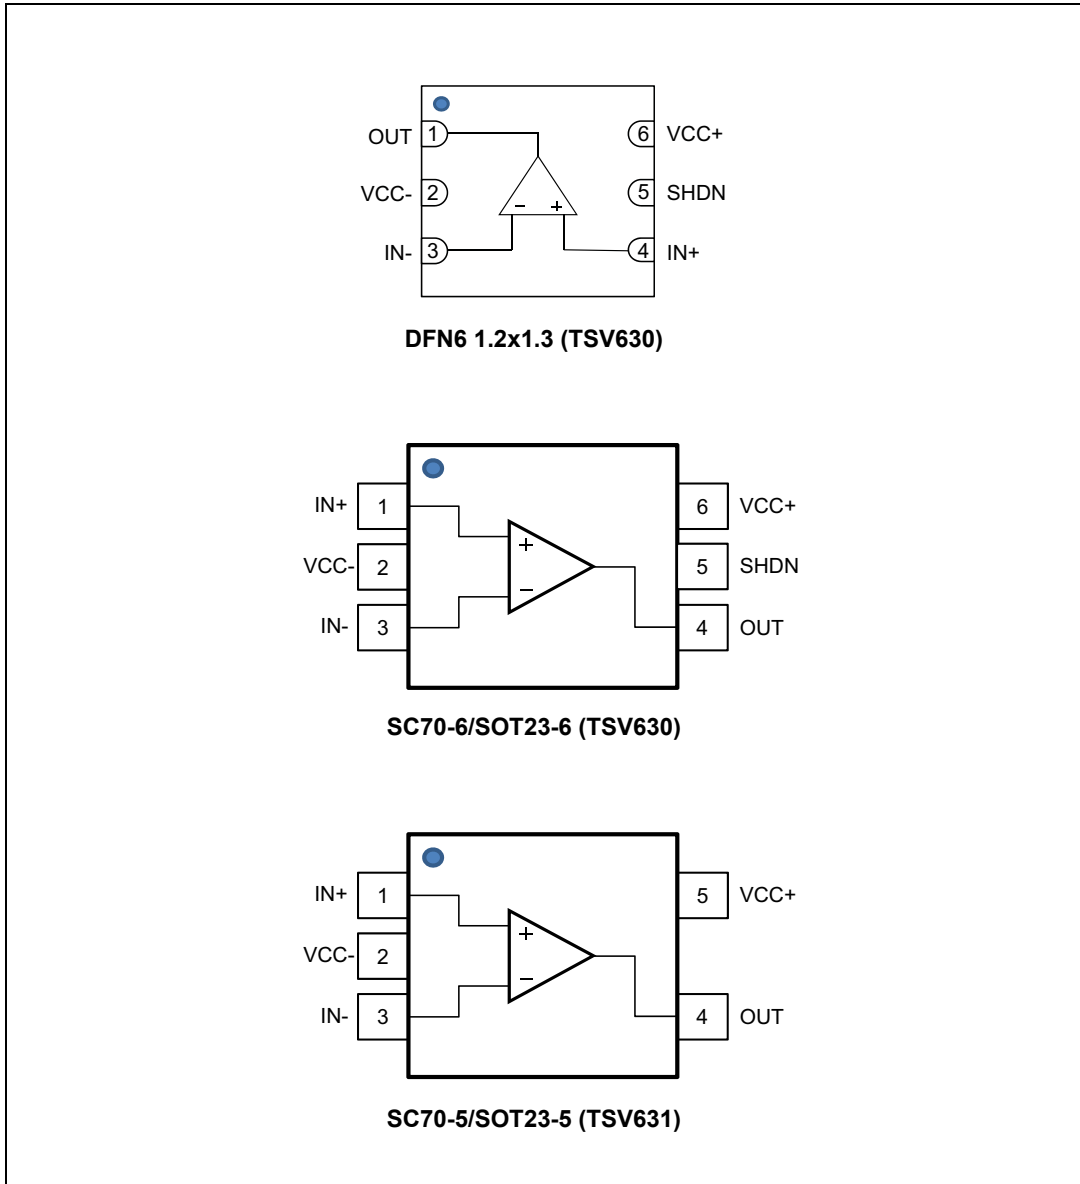 OUT 1 6 VCC+
VCC- 2 5 SHDN
- +
IN- 3 4 IN+
DFN6 1.2x1.3 (TSV630)
IN+ 1 6 VCC+
+
VCC- 2 5 SHDN
-
IN- 3 4 OUT
SC70-6/SOT23-6 (TSV630)
IN+ 1 5 VCC+
+
VCC- 2
-
IN- 3 4 OUT
SC70-5/SOT23-5 (TSV631)